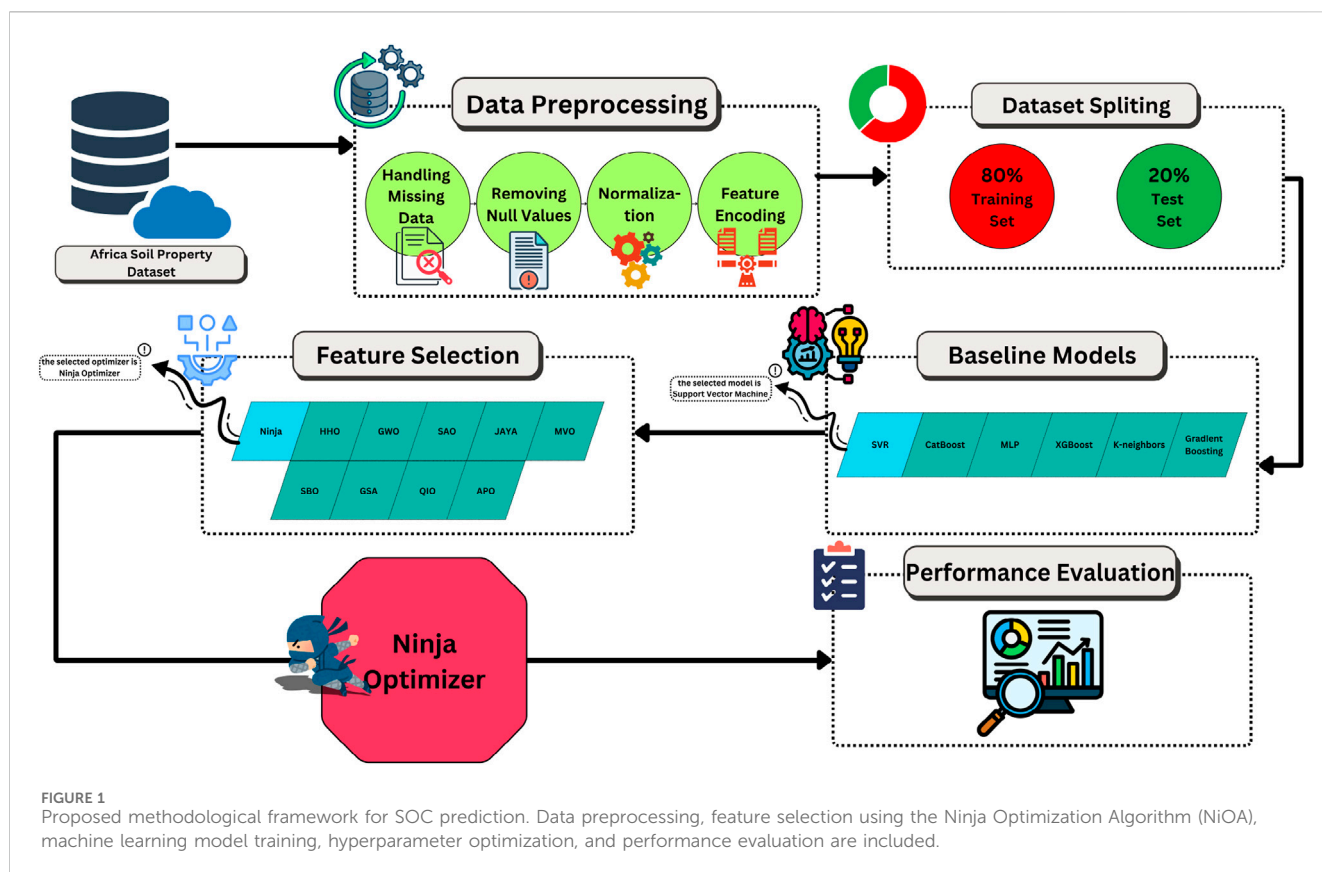 Data Preprocessing
Dataset Spliting
Handling
Missing
Data
Removing
Null Values
Normaliza-
tion
Feature
Encoding
80%
Training
Set
20%
Test
Set
Africa Soil Property
Dataset
Feature Selection
Baseline Models
the selected optimizer is
Ninja Optimizer
!
the selected model is
Support Vector Machine
!
Ninja
HHO
GWO
SAO
JAYA
MVO
SBO
GSA
QIO
APO
SVR
CatBoost
MLP
XGBoost
K-neighbors
Gradient
Boosting
Ninja
Optimizer
Performance Evaluation
FIGURE 1
Proposed methodological framework for SOC prediction. Data preprocessing, feature selection using the Ninja Optimization Algorithm (NiOA),
machine learning model training, hyperparameter optimization, and performance evaluation are included.